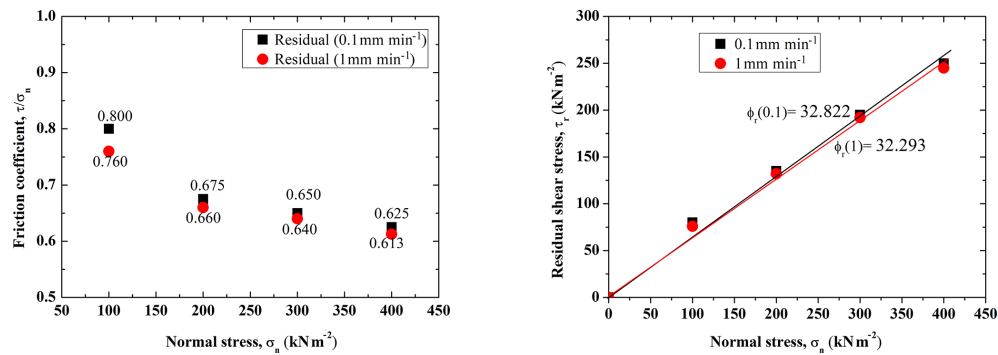 1.0
0.9
0.8
0.7
0.6
0.5
Friction coefficient, τ/σn
Residual (0.1mm min-1)
Residual (1mm min-1)
0.800
0.760
0.675
0.660
0.650
0.640
0.625
0.613
50 100 150 200 250 300 350 400 450
Normal stress, σn (kNm-2)
300
250
200
150
100
50
0
Residual shear stress, τr (kNm-2)
0.1mm min-1
1mm min-1
ϕr(0.1)= 32.822
ϕr(1)= 32.293
0 50 100 150 200 250 300 350 400 450
Normal stress, σn (kNm-2)